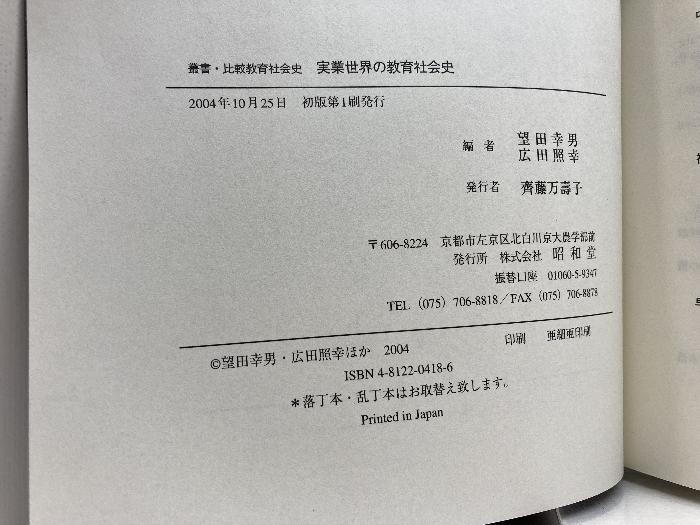 叢書・比較教育社会史 実業世界の教育社会史
2004年10月25日 初版第1刷発行
編者 望田幸男
広田照幸
発行者 齊藤万壽子
〒606-8224 京都市左京区北白川京大農学部前
発行所 株式会社 昭和堂
振替口座 01060-5-9347
TEL(075)706-8818/FAX(075)706-8878
印刷 亜細亜印刷
©望田幸男・広田照幸ほか 2004
ISBN 4-8122-0418-6
*落丁本・乱丁本はお取替え致します。
Printed in Japan